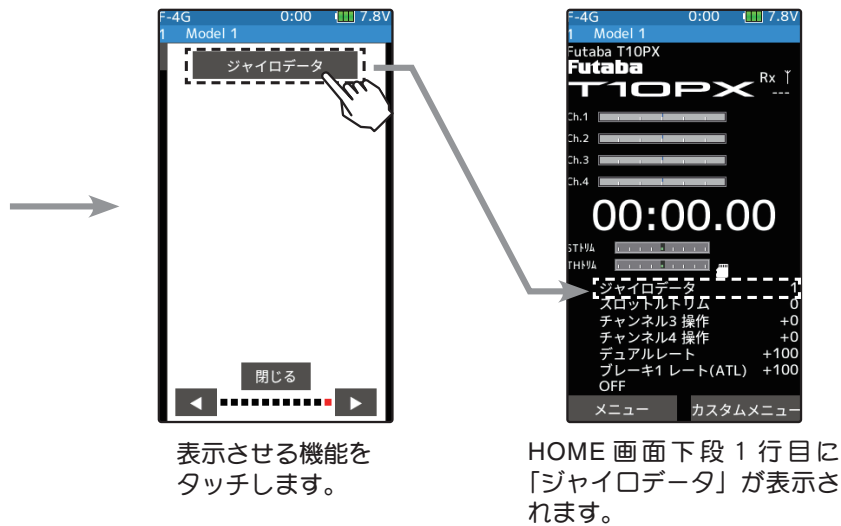 F-4G 0:00 7.8V
1 Model 1
ジャイロデータ
閉じる
表示させる機能を
タッチします。
F-4G 0:00 7.8V
1 Model 1
Futaba T10PX
Futaba
T10PX
Rx
---
Ch.1
Ch.2
Ch.3
Ch.4
00:00.00
STトリム
THトリム
ジャイロデータ 1
スロットルトリム 0
チャンネル3 操作 +0
チャンネル4 操作 +0
デュアルレート +100
ブレーキ1 レート(ATL) +100
OFF
メニュー カスタムメニュー
HOME 画面下段 1 行目に
「ジャイロデータ」が表示さ
れます。